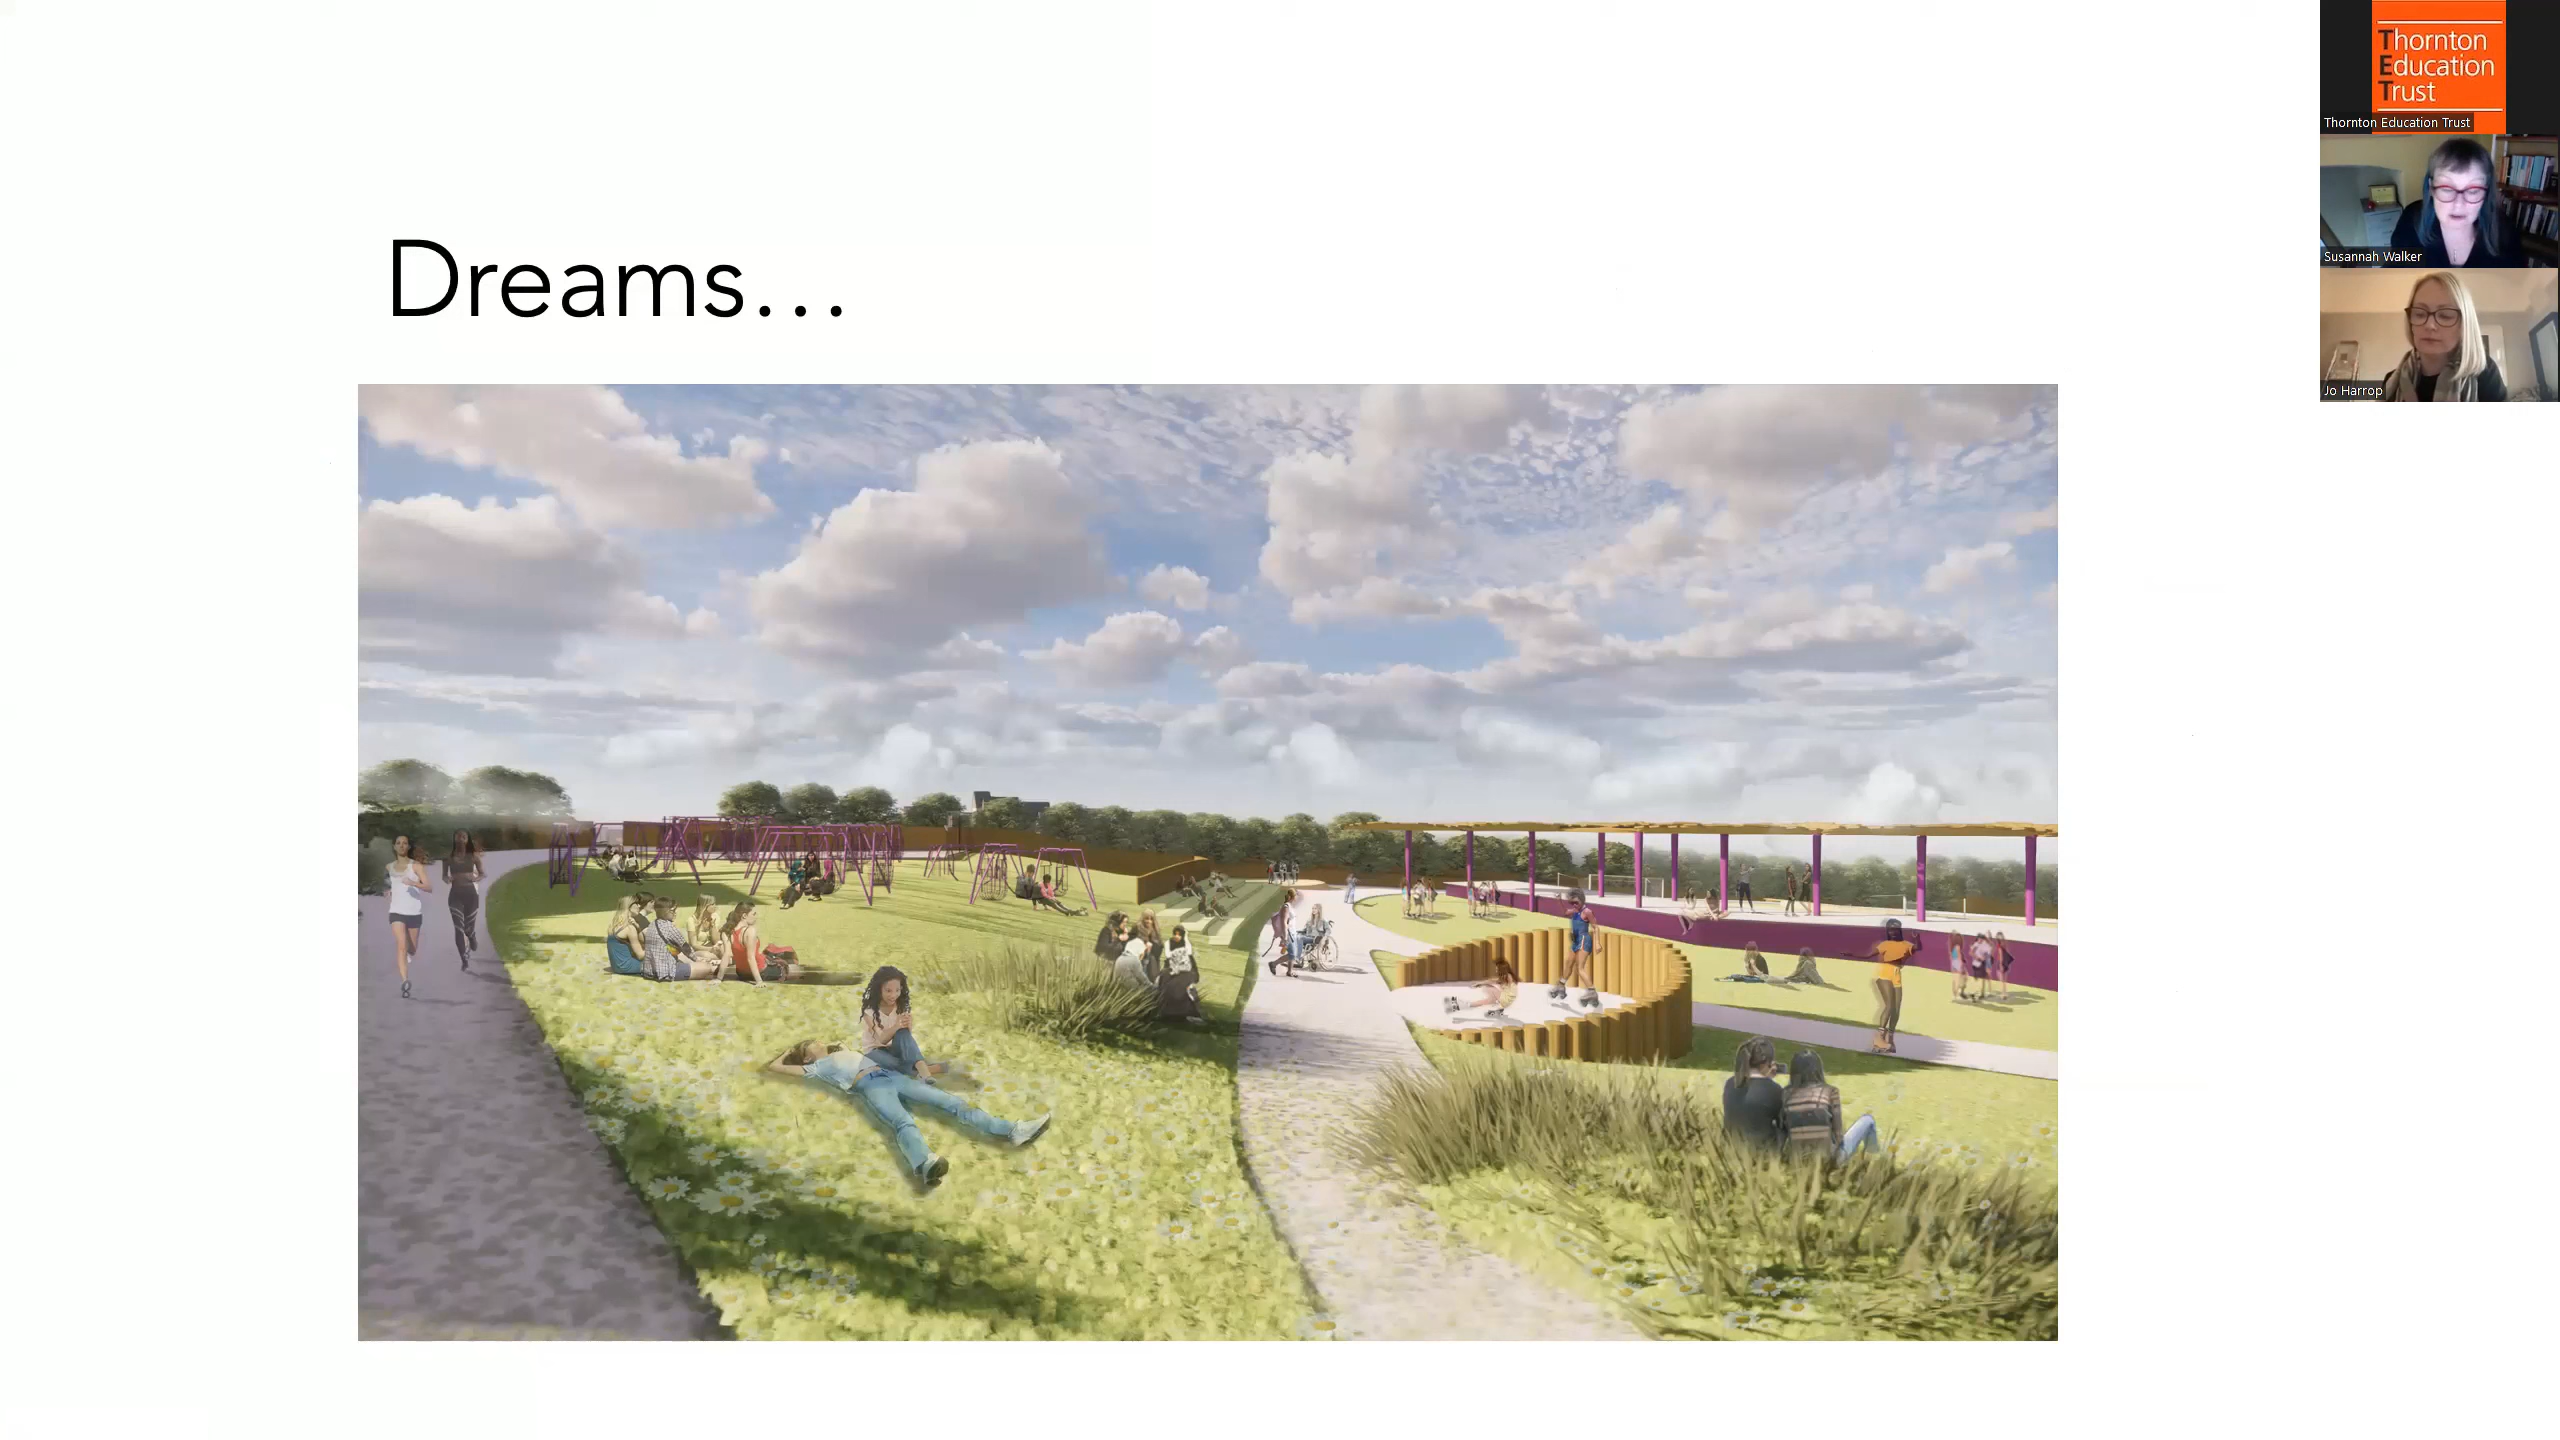 Dreams...
Thornton
Education
Trust
Thornton Education Trust
Susannah Walker
Jo Harrop